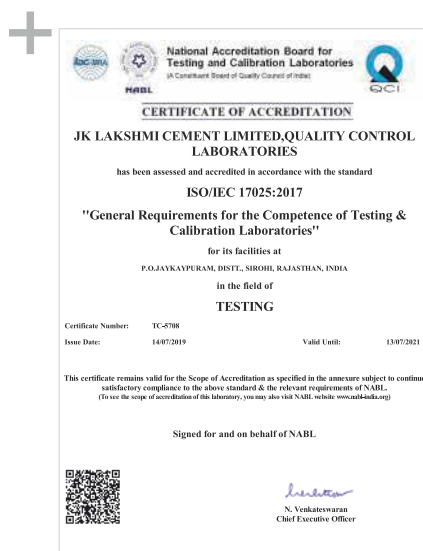 National Accreditation Board for
Testing and Calibration Laboratories
(A Constituent Board of Quality Council of India)
NABL
QCI
CERTIFICATE OF ACCREDITATION
JK LAKSHMI CEMENT LIMITED,QUALITY CONTROL
LABORATORIES
has been assessed and accredited in accordance with the standard
ISO/IEC 17025:2017
"General Requirements for the Competence of Testing &
Calibration Laboratories"
for its facilities at
P.O.JAYKAYPURAM, DISTT., SIROHI, RAJASTHAN, INDIA
in the field of
TESTING
Certificate Number: TC-5708
Issue Date: 14/07/2019 Valid Until: 13/07/2021
This certificate remains valid for the Scope of Accreditation as specified in the annexure subject to continue
satisfactory compliance to the above standard & the relevant requirements of NABL.
(To see the scope of accreditation of this laboratory, you may also visit NABL website www.nabl-india.org)
Signed for and on behalf of NABL
N. Venkateswaran
Chief Executive Officer